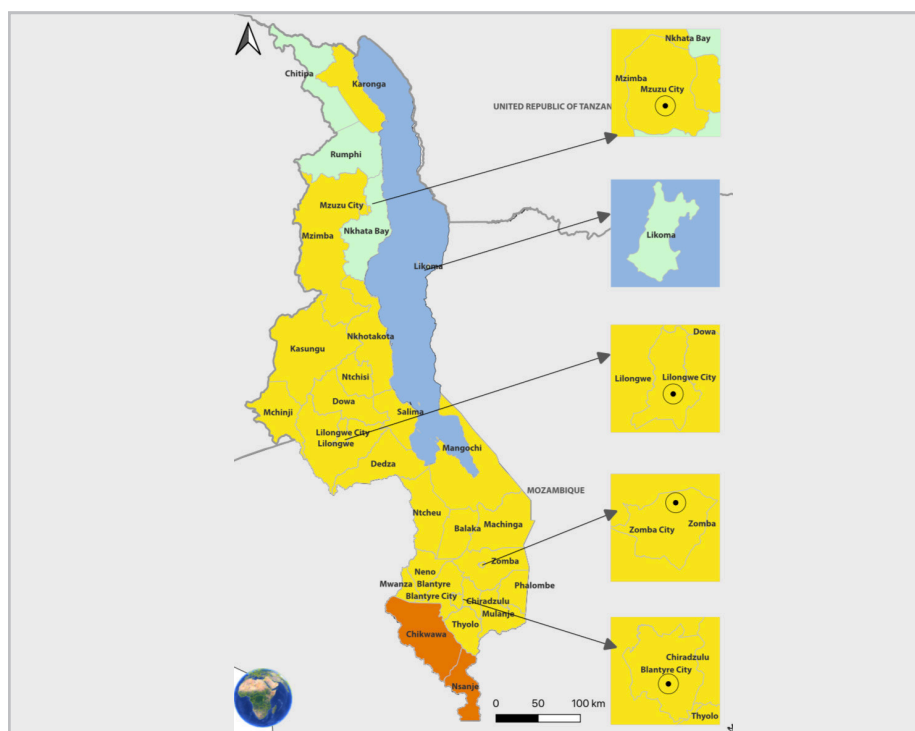 Nkhata Bay
Chitipa
Karonga
Mzimba
Mzuzu City
UNITED REPUBLIC OF TANZAN
Rumphi
Mzuzu City
Nkhata Bay
Mzimba
Likoma
Likoma
Dowa
Nkhotakota
Kasungu
Ntchisi
Lilongwe
Lilongwe City
Dowa
Mchinji
Salima
Lilongwe City
Lilongwe
Mangochi
Dedza
MOZAMBIQUE
Ntcheu
Balaka
Machinga
Zomba City
Zomba
Zomba
Neno
Mwanza
Blantyre
Phalombe
Blantyre City
Chiradzulu
Mulanje
Thyolo
Chikwawa
Chiradzulu
Blantyre City
Nsanje
0 50 100 km
Thyolo